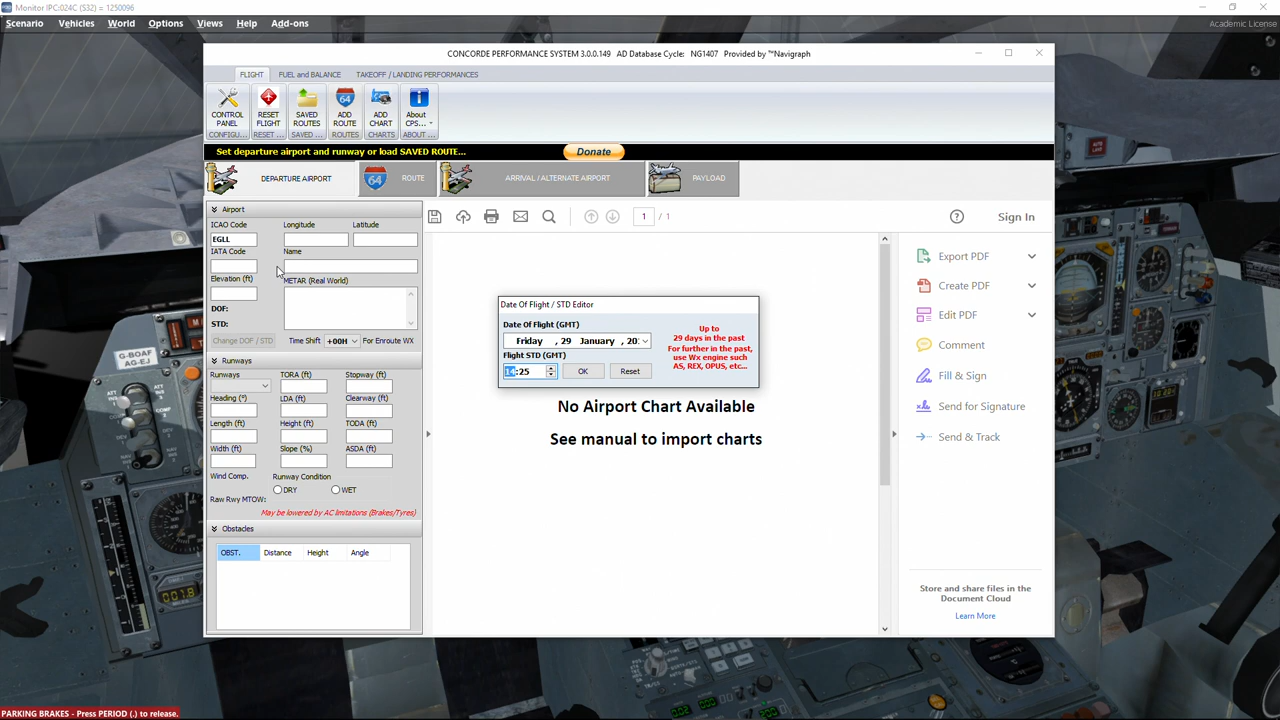 Monitor IPC:024C (S32) = 1250096
Scenario Vehicles World Options Views Help Add-ons
Academic License
CONCORDE PERFORMANCE SYSTEM 3.0.0.149 AD Database Cycle: NG1407 Provided by ™Navigraph
FLIGHT FUEL and BALANCE TAKEOFF / LANDING PERFORMANCES
CONTROL PANEL
RESET FLIGHT
SAVED ROUTES
64
ADD ROUTE
ADD CHART
About CPS...
CONFIGU... RESET ... SAVED ... ROUTES CHARTS ABOUT ...
Set departure airport and runway or load SAVED ROUTE...
Donate
DEPARTURE AIRPORT 64 ROUTE ARRIVAL / ALTERNATE AIRPORT PAYLOAD
Airport
ICAO Code Longitude Latitude
EGLL
IATA Code Name
Elevation (ft) METAR (Real World)
DOF:
STD:
Change DOF / STD Time Shift +00H For Enroute WX
Runways
Runways TORA (ft) Stopway (ft)
Heading (°) LDA (ft) Clearway (ft)
Length (ft) Height (ft) TODA (ft)
Width (ft) Slope (%) ASDA (ft)
Wind Comp. Runway Condition
DRY WET
Raw Rwy MTOW:
May be lowered by AC limitations (Brakes/Tyres)
Obstacles
OBST. Distance Height Angle
1 / 1
Sign In
Date Of Flight / STD Editor
Date Of Flight (GMT)
Friday , 29 January , 20
Flight STD (GMT)
14:25 OK Reset
Up to
29 days in the past
For further in the past,
use Wx engine such
AS, REX, OPUS, etc...
No Airport Chart Available
See manual to import charts
Export PDF
Create PDF
Edit PDF
Comment
Fill & Sign
Send for Signature
Send & Track
Store and share files in the
Document Cloud
Learn More
G-BOAF
AG-EJ
PARKING BRAKES - Press PERIOD (.) to release.